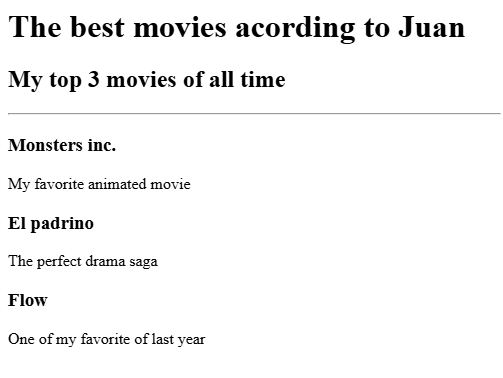 The best movies acording to Juan
My top 3 movies of all time
Monsters inc.
My favorite animated movie
El padrino
The perfect drama saga
Flow
One of my favorite of last year